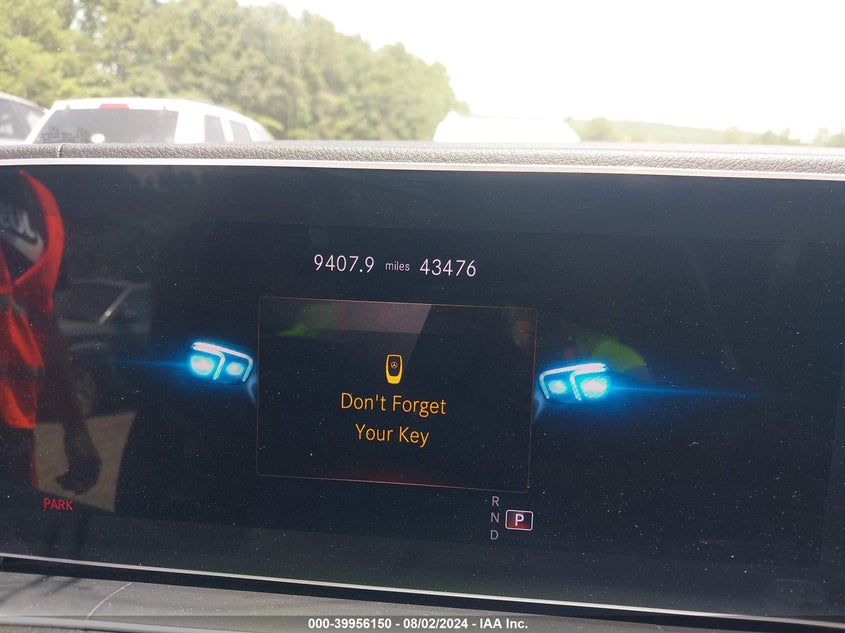 9407.9 miles 43476
Don't Forget
Your Key
PARK
R
N P
D
000-39956150 - 08/02/2024 - IAA Inc.